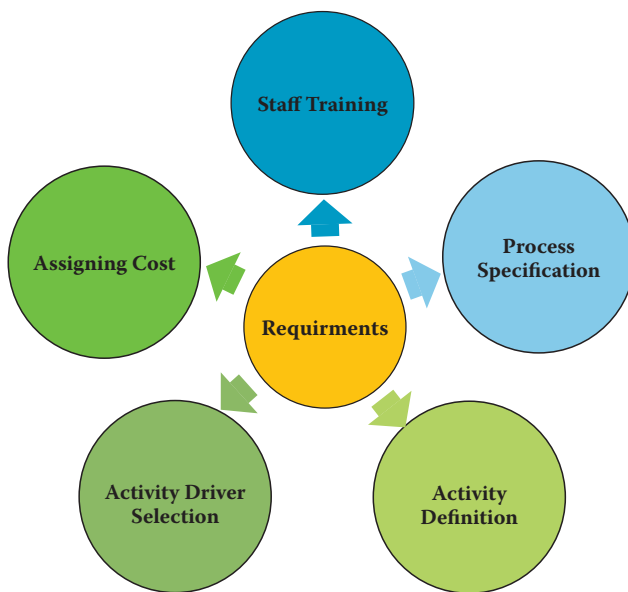 Staff Training
Process
Specification
Assigning Cost
Requirments
Activity Driver
Selection
Activity
Definition